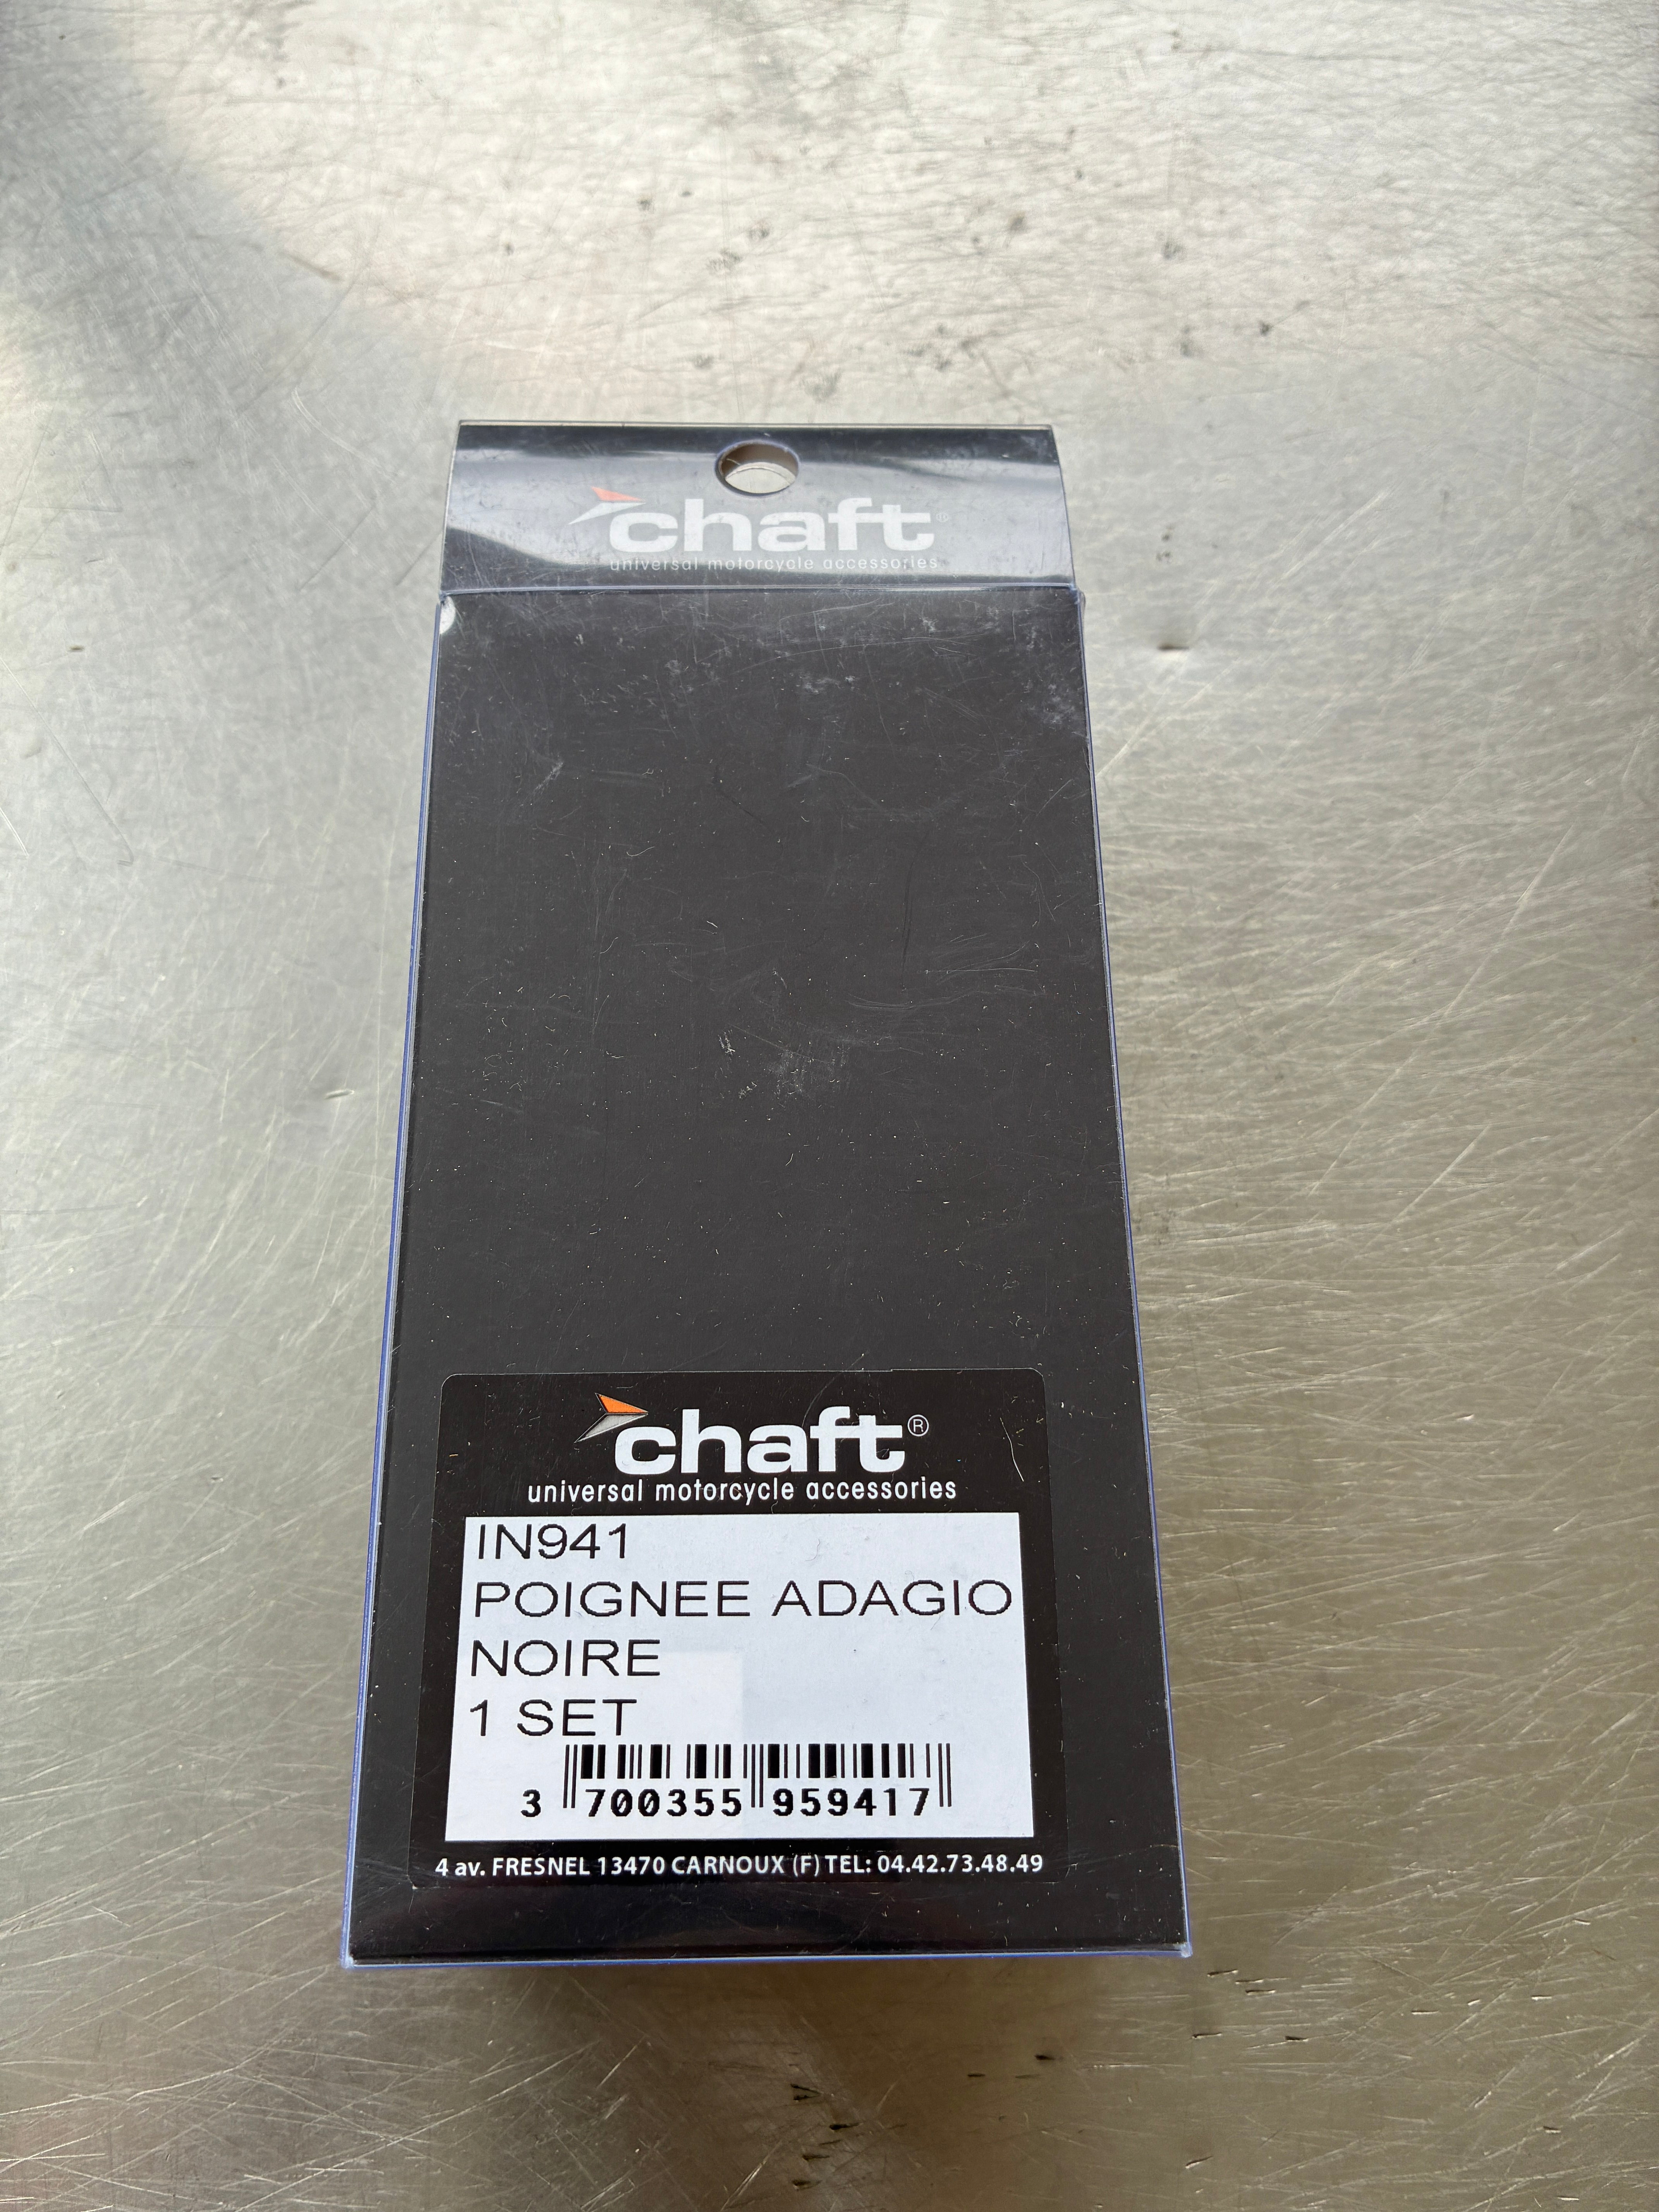 chaft®
universal motorcycle accessories
chaft®
universal motorcycle accessories
IN941
POIGNEE ADAGIO
NOIRE
1 SET
3 700355 959417
4 av. FRESNEL 13470 CARNOUX (F) TEL: 04.42.73.48.49